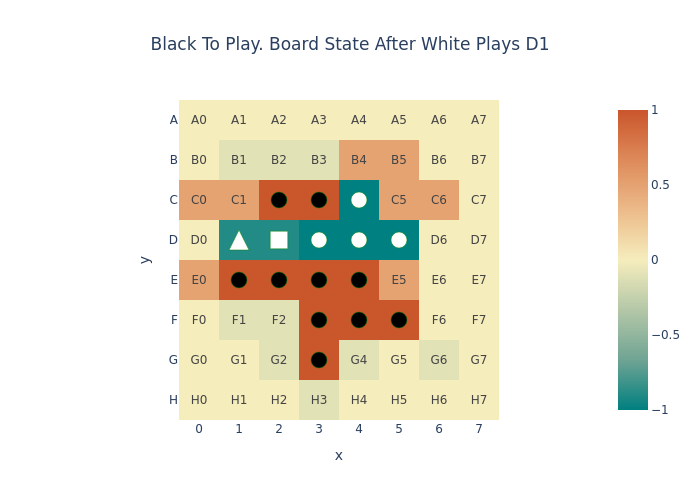 Black To Play. Board State After White Plays D1
A A0 A1 A2 A3 A4 A5 A6 A7
B B0 B1 B2 B3 B4 B5 B6 B7
C C0 C1 C5 C6 C7
D D0 D6 D7
E E0 E5 E6 E7
F F0 F1 F2 F6 F7
G G0 G1 G2 G4 G5 G6 G7
H H0 H1 H2 H3 H4 H5 H6 H7
0 1 2 3 4 5 6 7
x
y
1
0.5
0
−0.5
−1